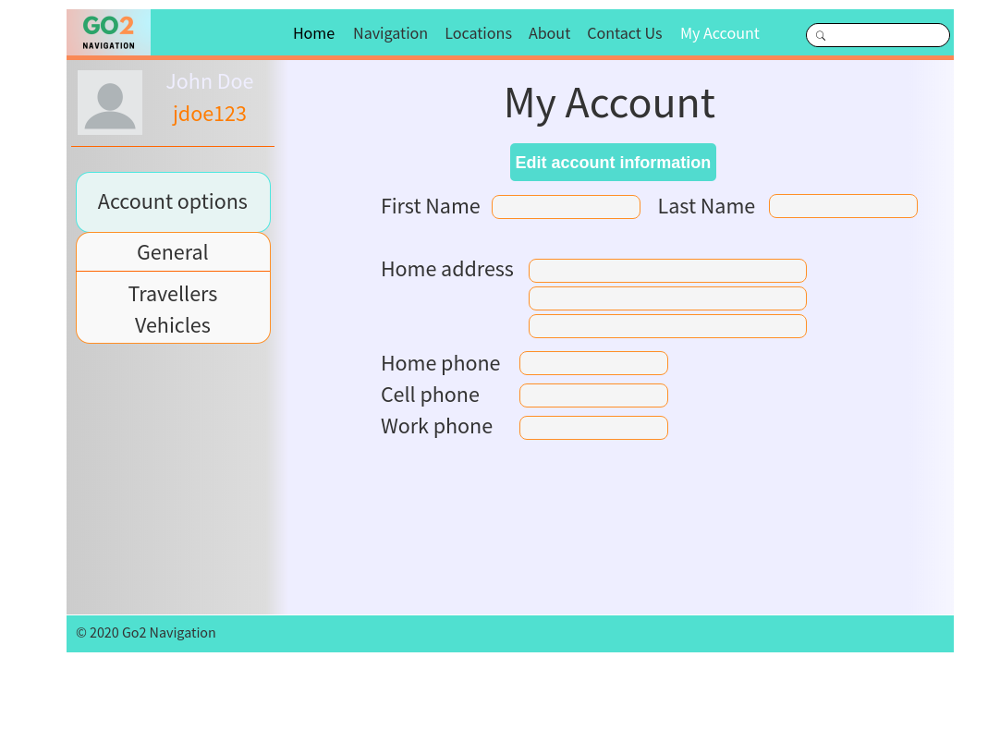 GO2
NAVIGATION
Home Navigation Locations About Contact Us My Account
John Doe
jdoe123
Account options
General
Travellers
Vehicles
My Account
Edit account information
First Name Last Name
Home address
Home phone
Cell phone
Work phone
© 2020 Go2 Navigation